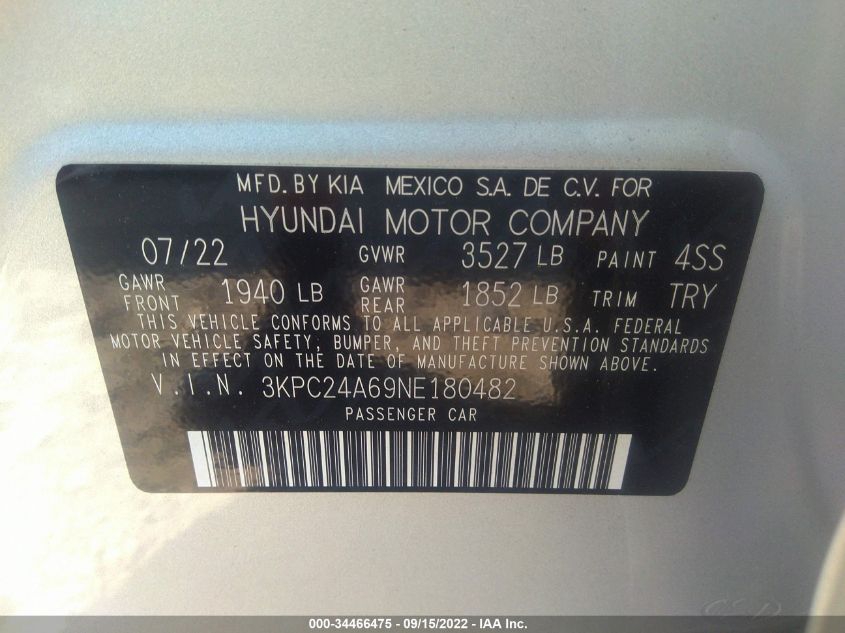 MFD. BY KIA MEXICO S.A. DE C.V. FOR
HYUNDAI MOTOR COMPANY
07/22 GVWR 3527 LB PAINT 4SS
GAWR FRONT 1940 LB GAWR REAR 1852 LB TRIM TRY
THIS VEHICLE CONFORMS TO ALL APPLICABLE U.S.A. FEDERAL
MOTOR VEHICLE SAFETY, BUMPER, AND THEFT PREVENTION STANDARDS
IN EFFECT ON THE DATE OF MANUFACTURE SHOWN ABOVE.
V.I.N. 3KPC24A69NE180482
PASSENGER CAR
000-34466475 - 09/15/2022 - IAA Inc.